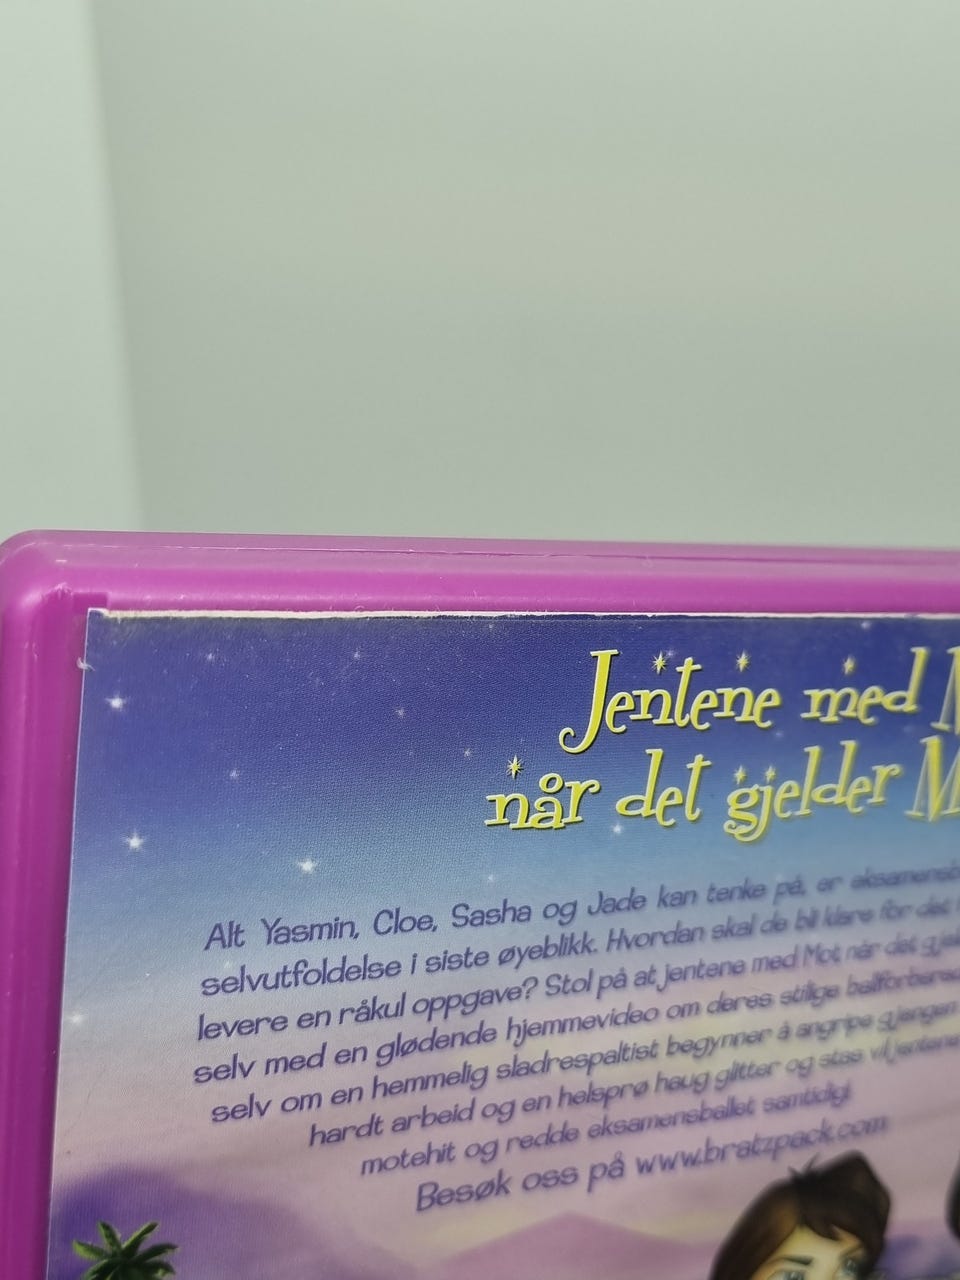 Jentene med
når det gjelder
Alt Yasmin, Cloe, Sasha og Jade kan tenke på, er
selvutfoldelse i siste øyeblikk. Hvordan skal de bli klare for det
levere en råkul oppgave? Stol på at jentene med Mot når det
selv med en glødende hjemmevideo om deres stilige
selv om en hemmelig sladrespaltist begynner å angripe gjengen
hardt arbeid og en helsprø haug glitter og stas vil jentene
motehit og redde eksamensballet samtidig!
Besøk oss på www.bratzpack.com